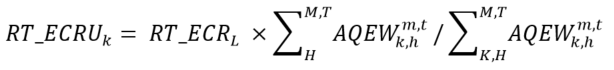 RT_ECRU_k = RT_ECR_L × ∑_H^{M,T} AQEW_{k,h}^{m,t} / ∑_{K,H}^{M,T} AQEW_{k,h}^{m,t}